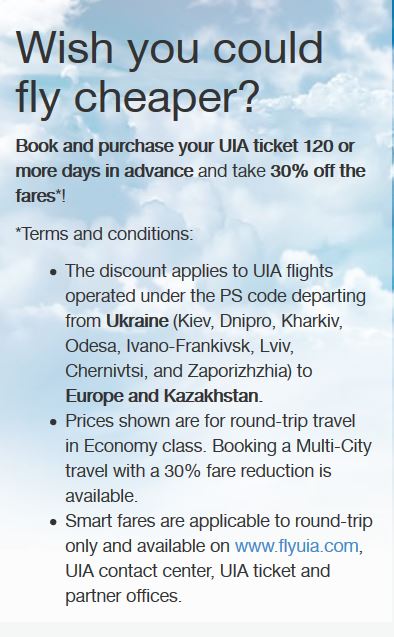 Wish you could
fly cheaper?
Book and purchase your UIA ticket 120 or
more days in advance and take 30% off the
fares*!
*Terms and conditions:
• The discount applies to UIA flights
operated under the PS code departing
from Ukraine (Kiev, Dnipro, Kharkiv,
Odesa, Ivano-Frankivsk, Lviv,
Chernivtsi, and Zaporizhzhia) to
Europe and Kazakhstan.
• Prices shown are for round-trip travel
in Economy class. Booking a Multi-City
travel with a 30% fare reduction is
available.
• Smart fares are applicable to round-trip
only and available on www.flyuia.com,
UIA contact center, UIA ticket and
partner offices.